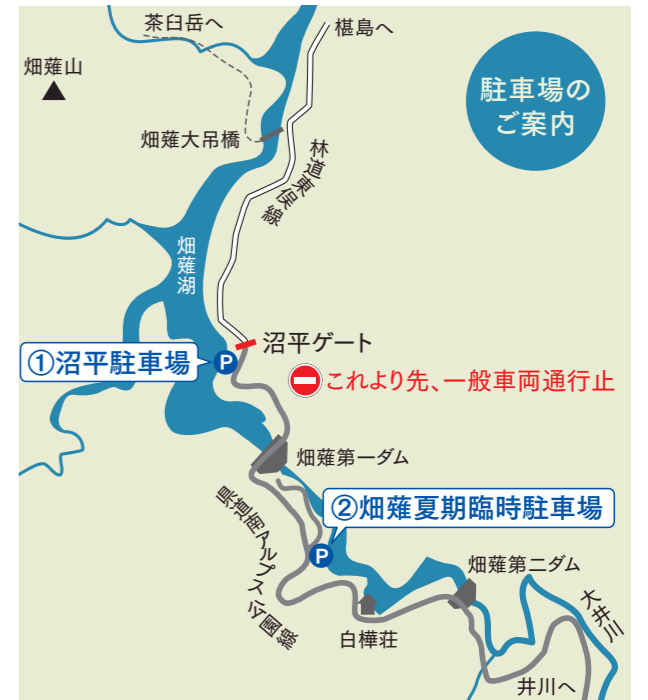 茶臼岳へ
椹島へ
駐車場の
ご案内
畑薙山
畑薙大吊橋
林道東俣線
畑薙湖
沼平ゲート
①沼平駐車場
P
これより先、一般車両通行止
畑薙第一ダム
②畑薙夏期臨時駐車場
P
県道南アルプス公園線
畑薙第二ダム
大井川
白樺荘
井川へ